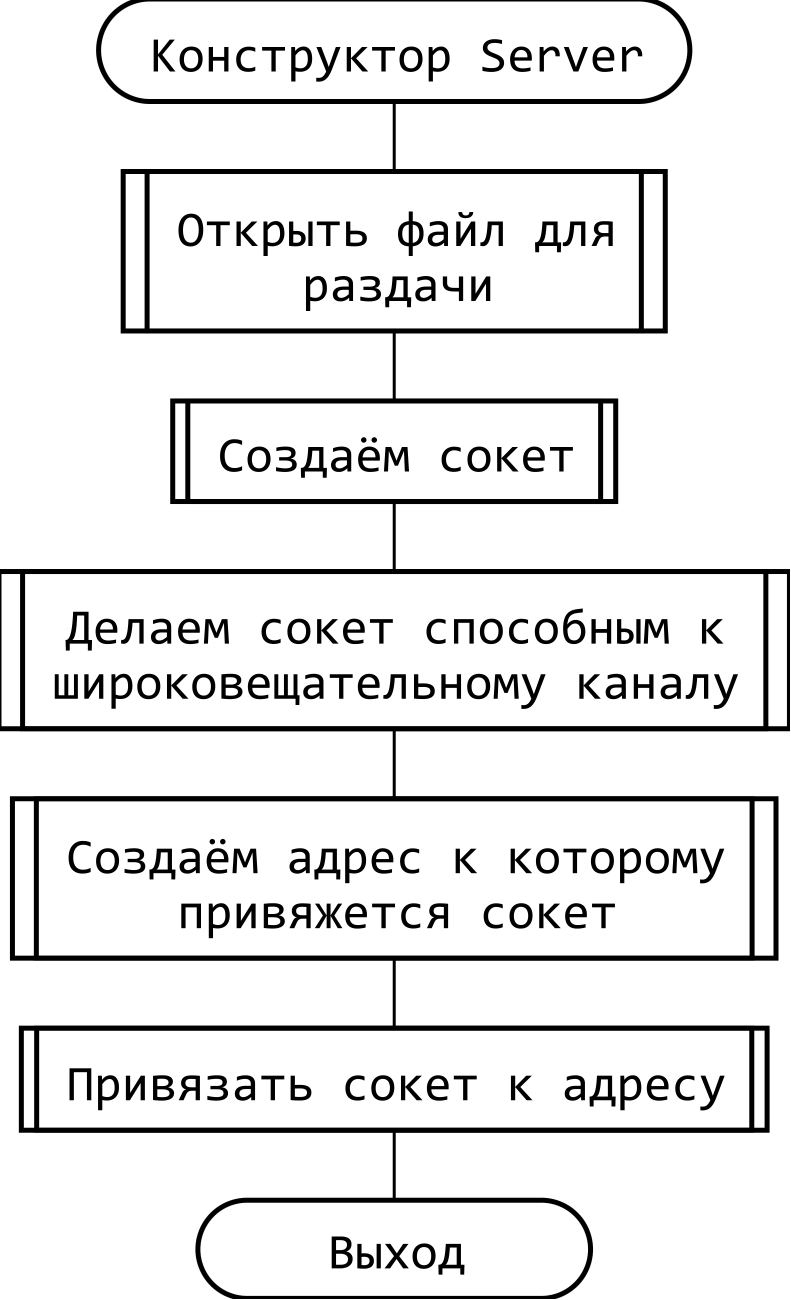 Конструктор Server
Открыть файл для
раздачи
Создаём сокет
Делаем сокет способным к
широковещательному каналу
Создаём адрес к которому
привяжется сокет
Привязать сокет к адресу
Выход